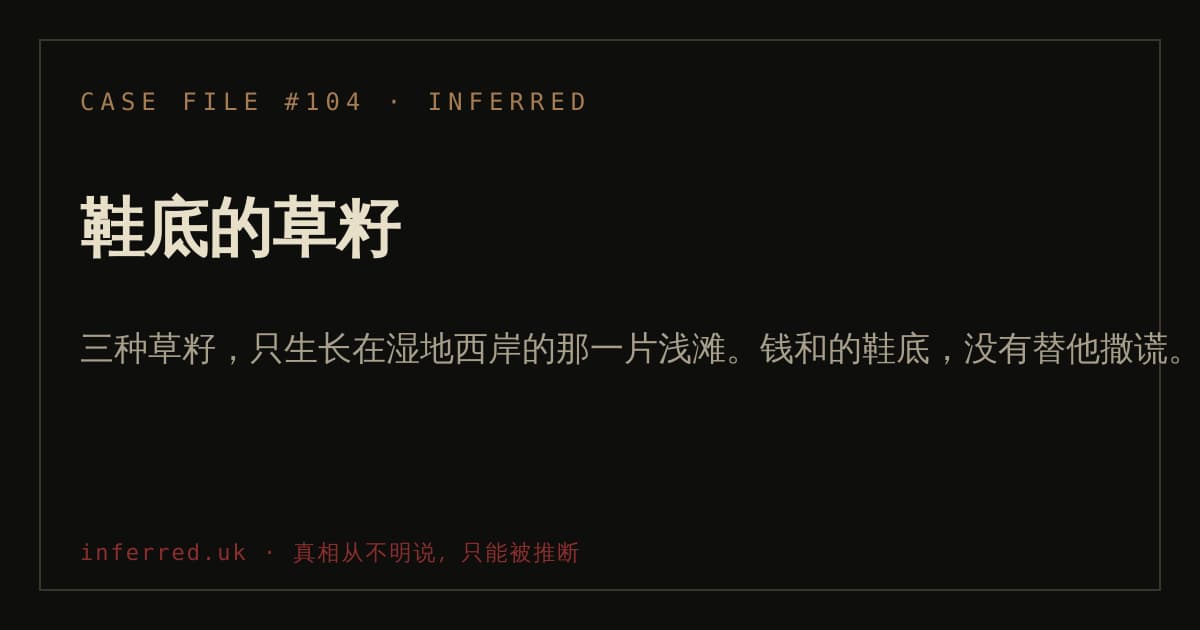 CASE FILE #104 · INFERRED
鞋底的草籽
三种草籽，只生长在湿地西岸的那一片浅滩。钱和的鞋底，没有替他撒谎。
inferred.uk · 真相从不明说, 只能被推断